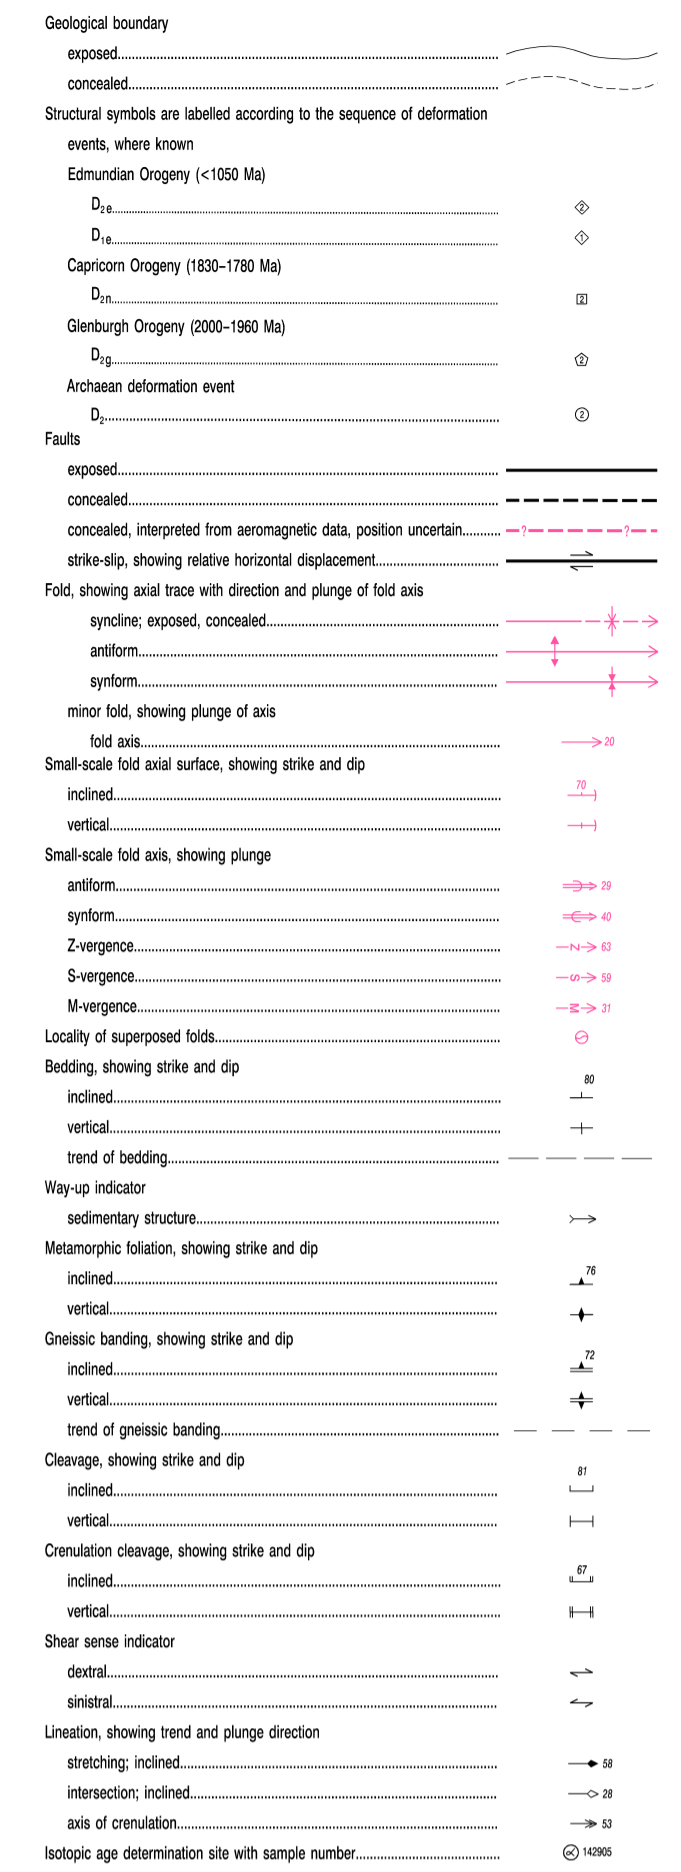 Geological boundary
exposed
concealed
Structural symbols are labelled according to the sequence of deformation
events, where known
Edmundian Orogeny (<1050 Ma)
D2e 2
D1e 1
Capricorn Orogeny (1830–1780 Ma)
D2n 2
Glenburgh Orogeny (2000–1960 Ma)
D2g 2
Archaean deformation event
D2 2
Faults
exposed
concealed
concealed, interpreted from aeromagnetic data, position uncertain ? ?
strike-slip, showing relative horizontal displacement
Fold, showing axial trace with direction and plunge of fold axis
syncline; exposed, concealed
antiform
synform
minor fold, showing plunge of axis
fold axis 20
Small-scale fold axial surface, showing strike and dip
inclined 70
vertical
Small-scale fold axis, showing plunge
antiform 29
synform 40
Z-vergence Z 63
S-vergence S 59
M-vergence M 31
Locality of superposed folds
Bedding, showing strike and dip
inclined 80
vertical
trend of bedding
Way-up indicator
sedimentary structure
Metamorphic foliation, showing strike and dip
inclined 76
vertical
Gneissic banding, showing strike and dip
inclined 72
vertical
trend of gneissic banding
Cleavage, showing strike and dip
inclined 81
vertical
Crenulation cleavage, showing strike and dip
inclined 67
vertical
Shear sense indicator
dextral
sinistral
Lineation, showing trend and plunge direction
stretching; inclined 58
intersection; inclined 28
axis of crenulation 53
Isotopic age determination site with sample number 142905